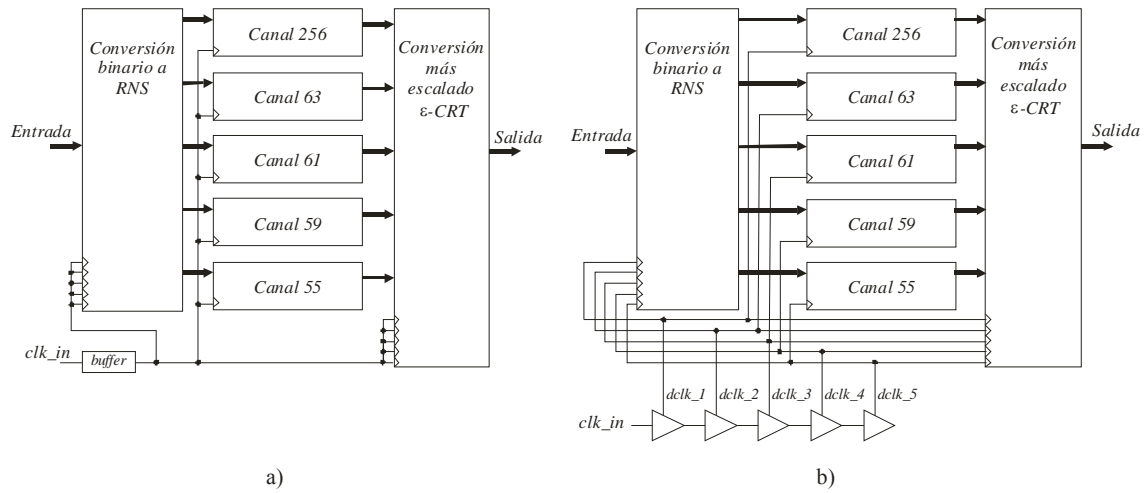 Conversión
binario a
RNS
Canal 256
Canal 63
Canal 61
Canal 59
Canal 55
Conversión
más
escalado
ε-CRT
Entrada
Salida
clk_in
buffer
a)
Conversión
binario a
RNS
Canal 256
Canal 63
Canal 61
Canal 59
Canal 55
Conversión
más
escalado
ε-CRT
Entrada
Salida
dclk_1
dclk_2
dclk_3
dclk_4
dclk_5
clk_in
b)